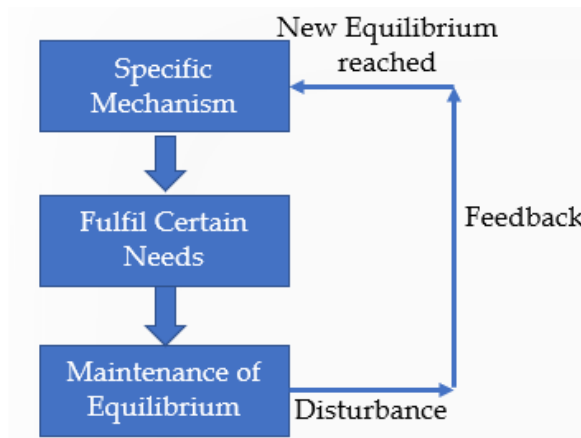 New Equilibrium
reached
Specific
Mechanism
Fulfil Certain
Needs
Feedback
Maintenance of
Equilibrium
Disturbance